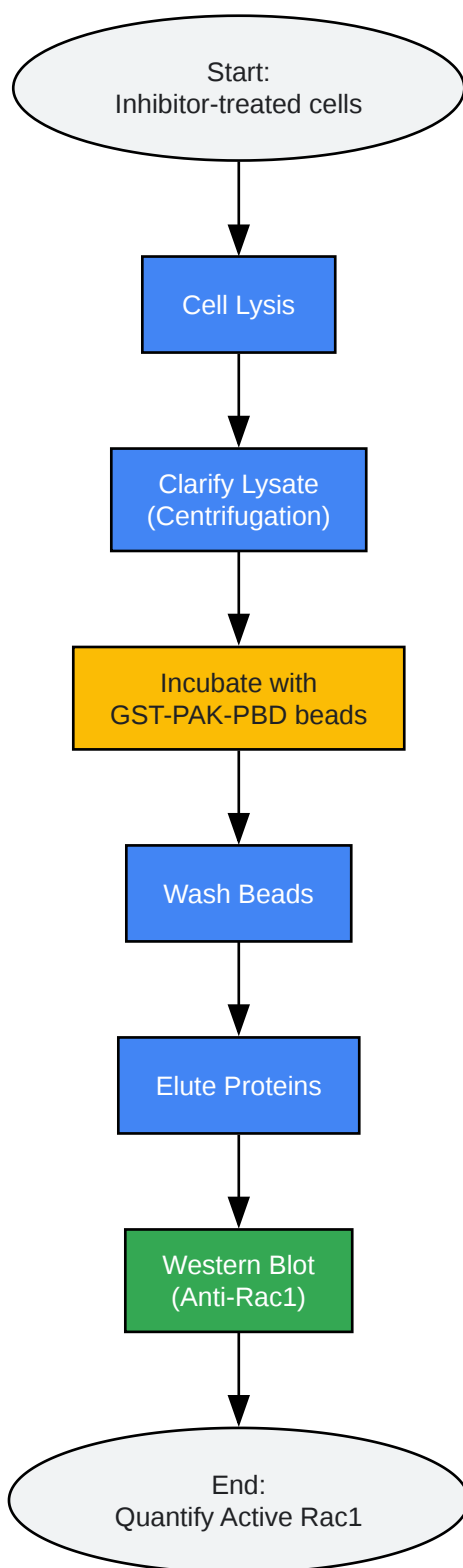 Start:
Inhibitor-treated cells
Cell Lysis
Clarify Lysate
(Centrifugation)
Incubate with
GST-PAK-PBD beads
Wash Beads
Elute Proteins
Western Blot
(Anti-Rac1)
End:
Quantify Active Rac1